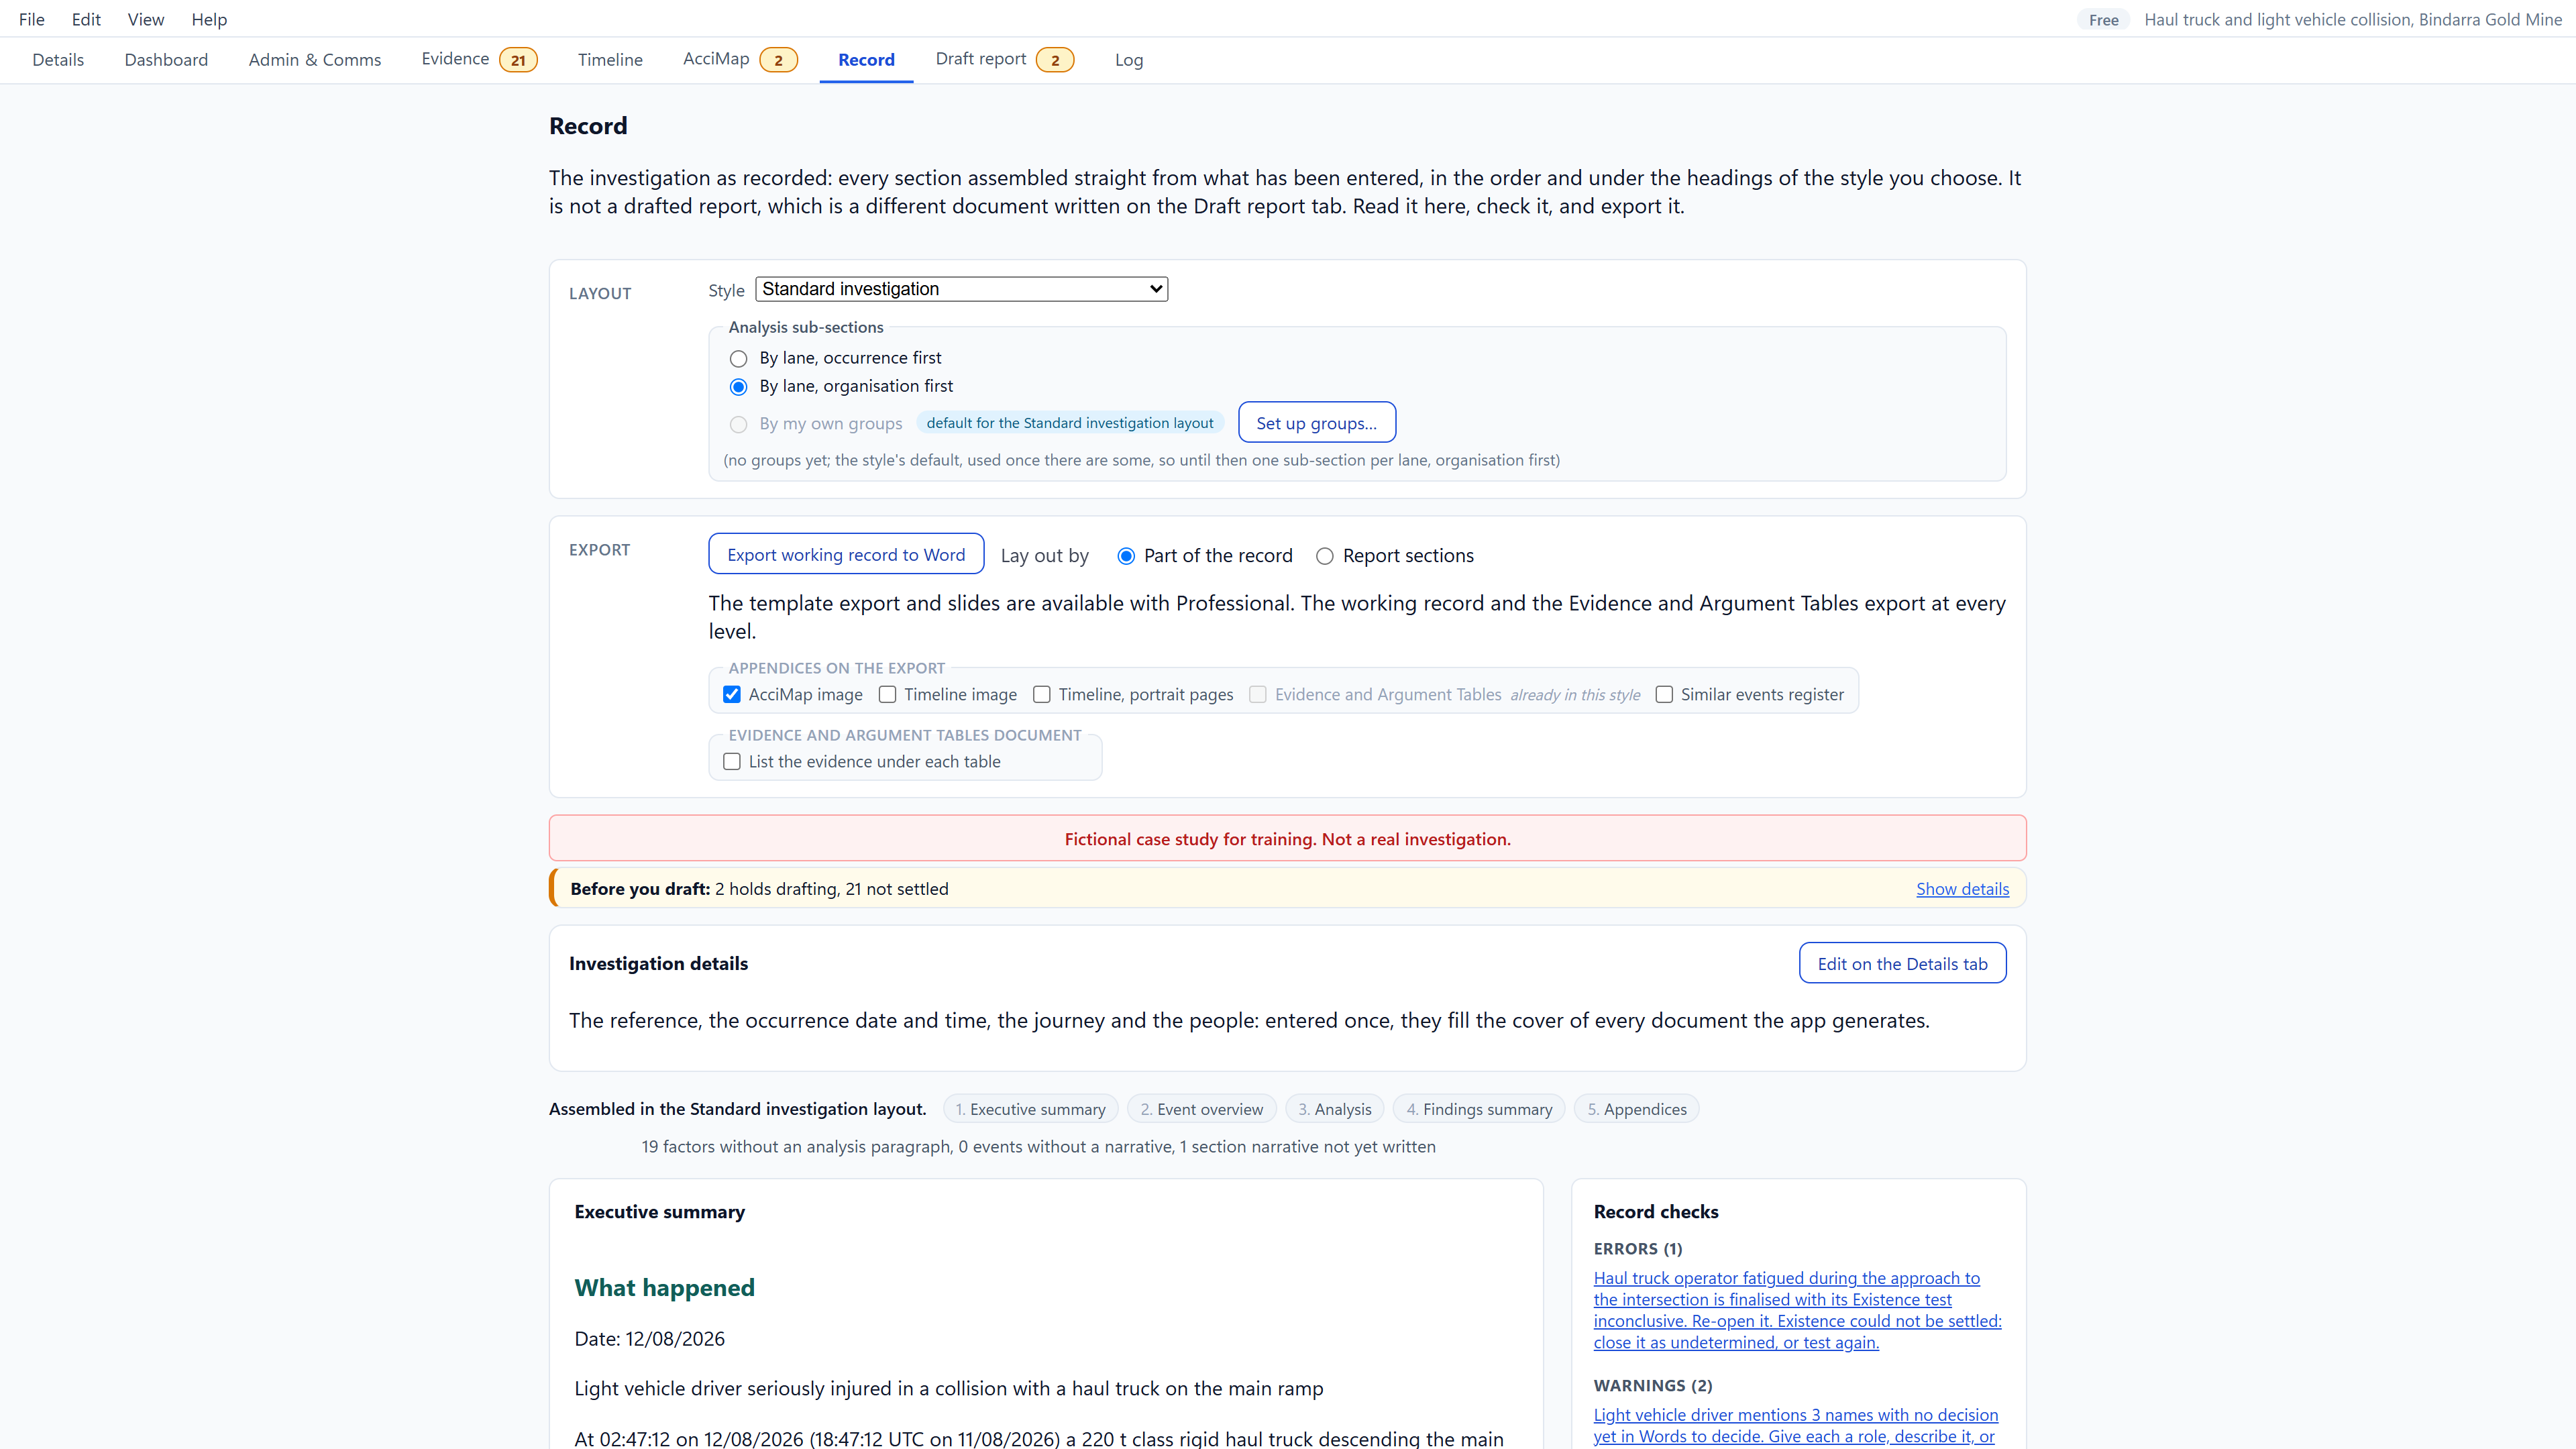 File Edit View Help Free Haul truck and light vehicle collision, Bindarra Gold Mine
Details Dashboard Admin & Comms Evidence 21 Timeline AcciMap 2 Record Draft report 2 Log
Record
The investigation as recorded: every section assembled straight from what has been entered, in the order and under the headings of the style you choose. It
is not a drafted report, which is a different document written on the Draft report tab. Read it here, check it, and export it.
LAYOUT Style Standard investigation
Analysis sub-sections
By lane, occurrence first
By lane, organisation first
By my own groups default for the Standard investigation layout Set up groups...
(no groups yet; the style's default, used once there are some, so until then one sub-section per lane, organisation first)
EXPORT Export working record to Word Lay out by Part of the record Report sections
The template export and slides are available with Professional. The working record and the Evidence and Argument Tables export at every
level.
APPENDICES ON THE EXPORT
AcciMap image Timeline image Timeline, portrait pages Evidence and Argument Tables already in this style Similar events register
EVIDENCE AND ARGUMENT TABLES DOCUMENT
List the evidence under each table
Fictional case study for training. Not a real investigation.
Before you draft: 2 holds drafting, 21 not settled Show details
Investigation details Edit on the Details tab
The reference, the occurrence date and time, the journey and the people: entered once, they fill the cover of every document the app generates.
Assembled in the Standard investigation layout. 1. Executive summary 2. Event overview 3. Analysis 4. Findings summary 5. Appendices
19 factors without an analysis paragraph, 0 events without a narrative, 1 section narrative not yet written
Executive summary
What happened
Date: 12/08/2026
Light vehicle driver seriously injured in a collision with a haul truck on the main ramp
At 02:47:12 on 12/08/2026 (18:47:12 UTC on 11/08/2026) a 220 t class rigid haul truck descending the main
Record checks
ERRORS (1)
Haul truck operator fatigued during the approach to
the intersection is finalised with its Existence test
inconclusive. Re-open it. Existence could not be settled:
close it as undetermined, or test again.
WARNINGS (2)
Light vehicle driver mentions 3 names with no decision
yet in Words to decide. Give each a role, describe it, or